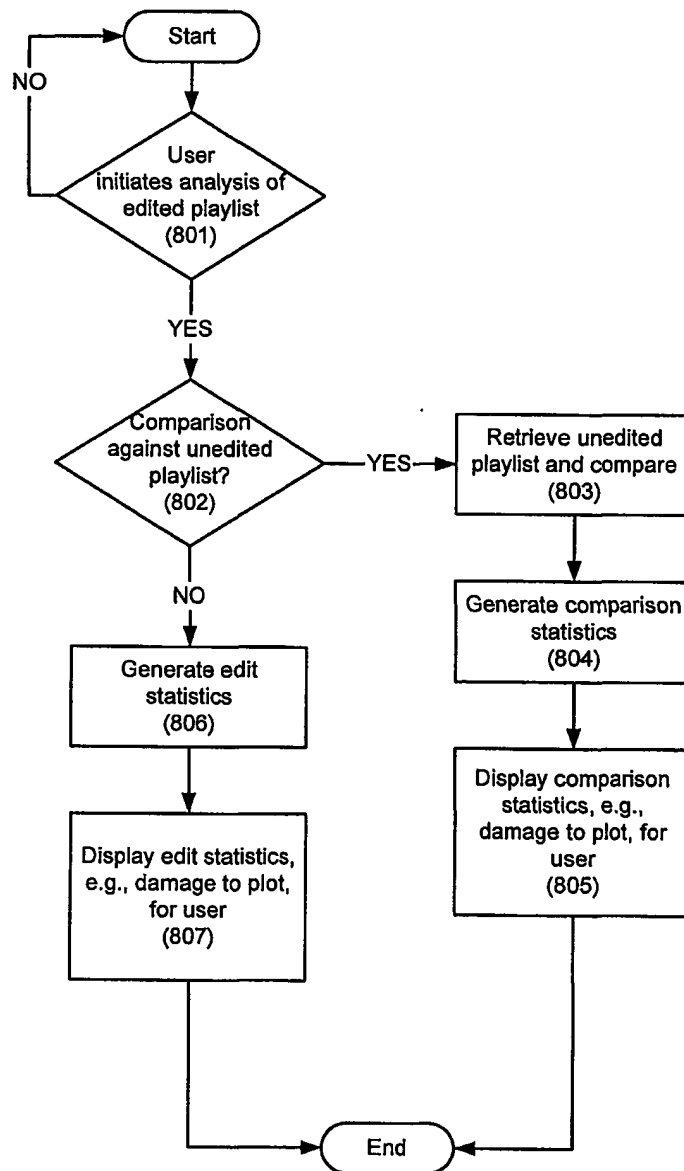 Start
NO
User
initiates analysis of
edited playlist
(801)
YES
Comparison
against unedited
playlist?
(802)
YES
Retrieve unedited
playlist and compare
(803)
NO
Generate comparison
statistics
(804)
Generate edit
statistics
(806)
Display comparison
statistics, e.g.,
damage to plot, for
user
(805)
Display edit statistics,
e.g., damage to plot,
for user
(807)
End